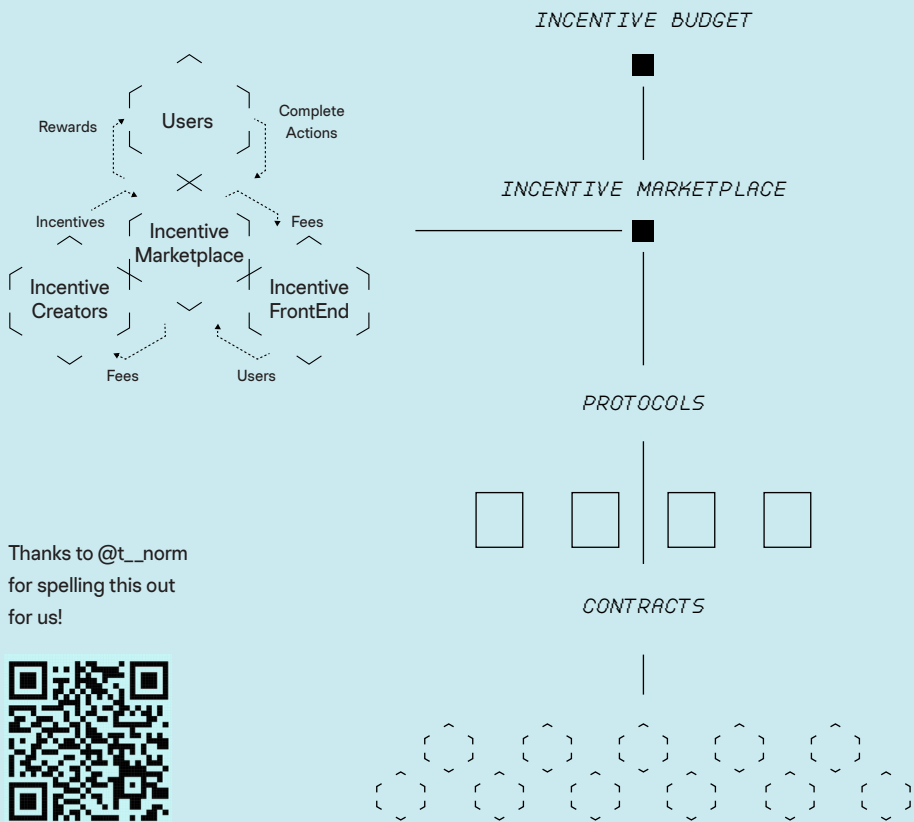 INCENTIVE BUDGET
Users
Rewards
Complete
Actions
INCENTIVE MARKETPLACE
Incentives
Fees
Incentive
Marketplace
Incentive
Creators
Incentive
FrontEnd
Fees
Users
PROTOCOLS
Thanks to @t__norm
for spelling this out
for us!
CONTRACTS